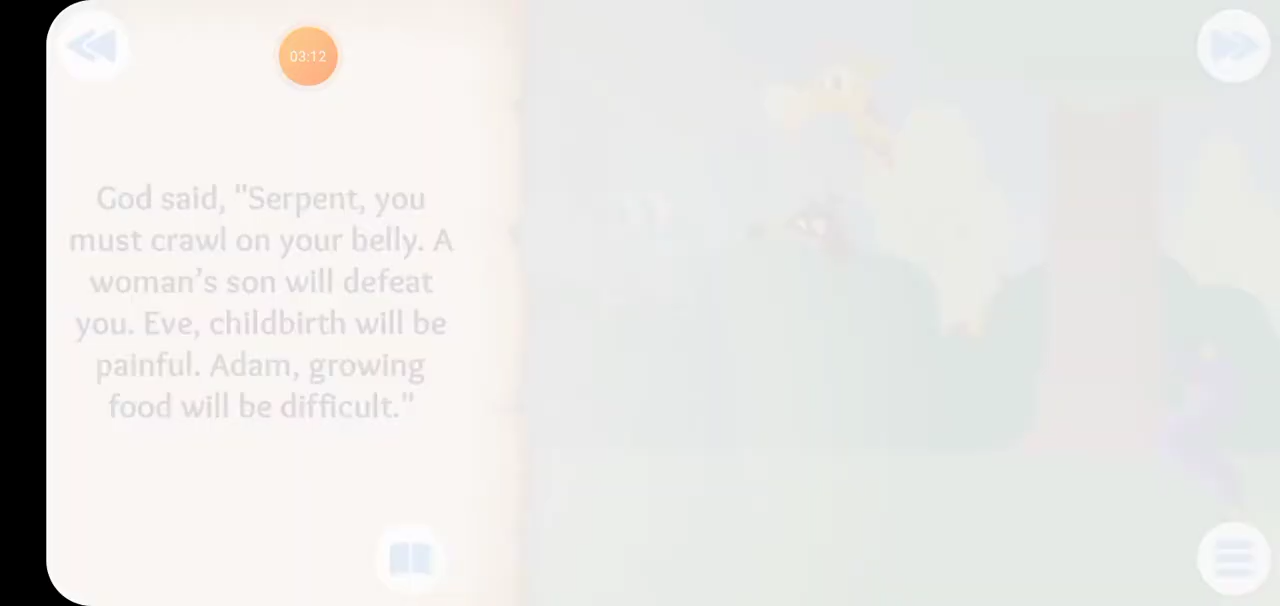 03:12
God said, "Serpent, you
must crawl on your belly. A
woman’s son will defeat
you. Eve, childbirth will be
painful. Adam, growing
food will be difficult."